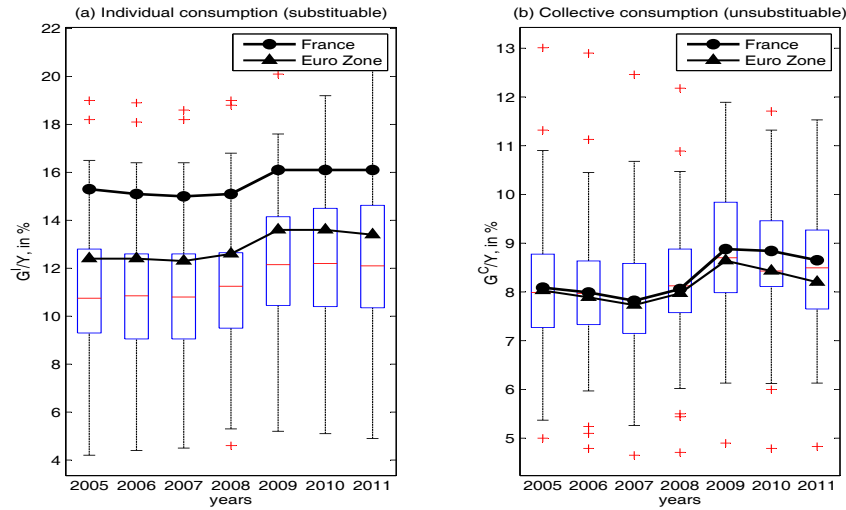 (a) Individual consumption (substituable)
France
Euro Zone
22
20
18
16
14
12
10
8
6
4
G^I/Y, in %
2005 2006 2007 2008 2009 2010 2011
years
(b) Collective consumption (unsubstituable)
France
Euro Zone
13
12
11
10
9
8
7
6
5
G^C/Y, in %
2005 2006 2007 2008 2009 2010 2011
years